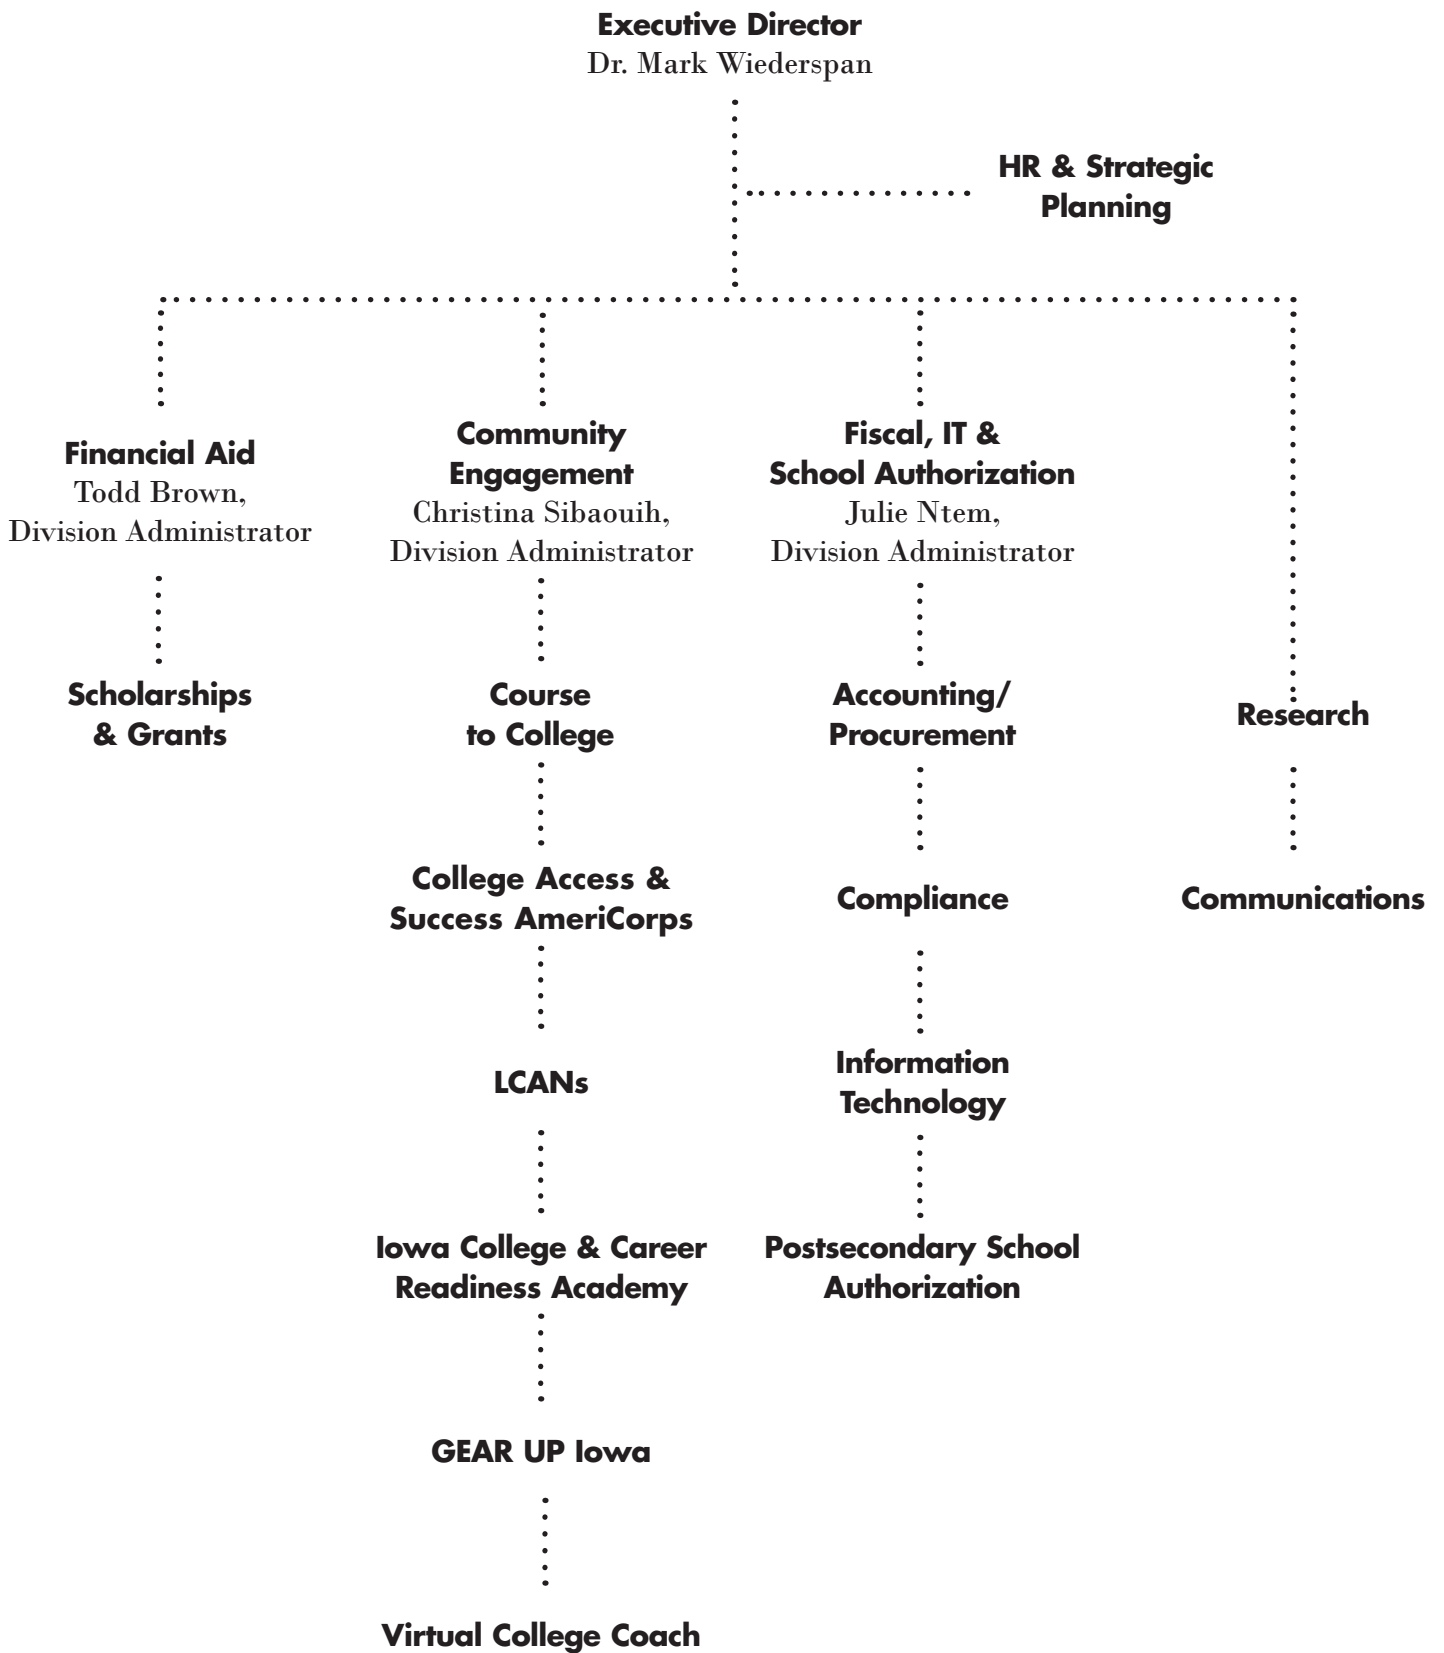 Executive Director
Dr. Mark Wiederspan
HR & Strategic
Planning
Financial Aid
Todd Brown,
Division Administrator
Scholarships
& Grants
Community
Engagement
Christina Sibaouih,
Division Administrator
Course
to College
College Access &
Success AmeriCorps
LCANs
Iowa College & Career
Readiness Academy
GEAR UP Iowa
Virtual College Coach
Fiscal, IT &
School Authorization
Julie Ntem,
Division Administrator
Accounting/
Procurement
Compliance
Information
Technology
Postsecondary School
Authorization
Research
Communications